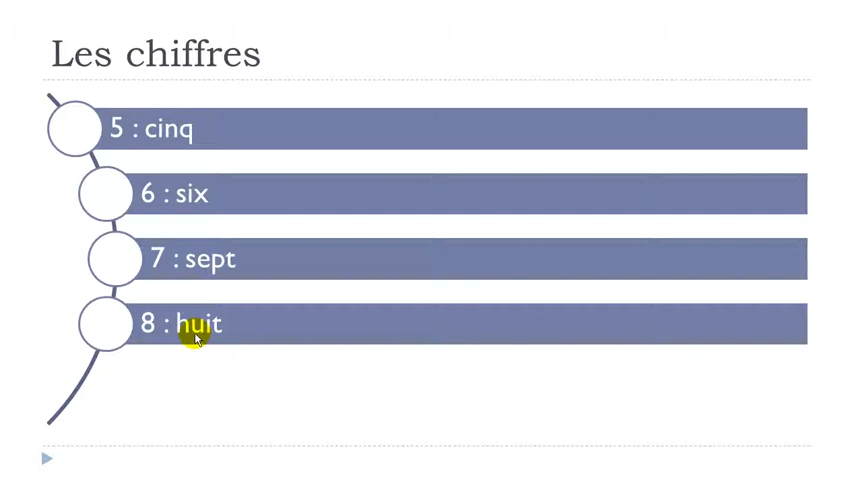 Les chiffres
5 : cinq
6 : six
7 : sept
8 : huit